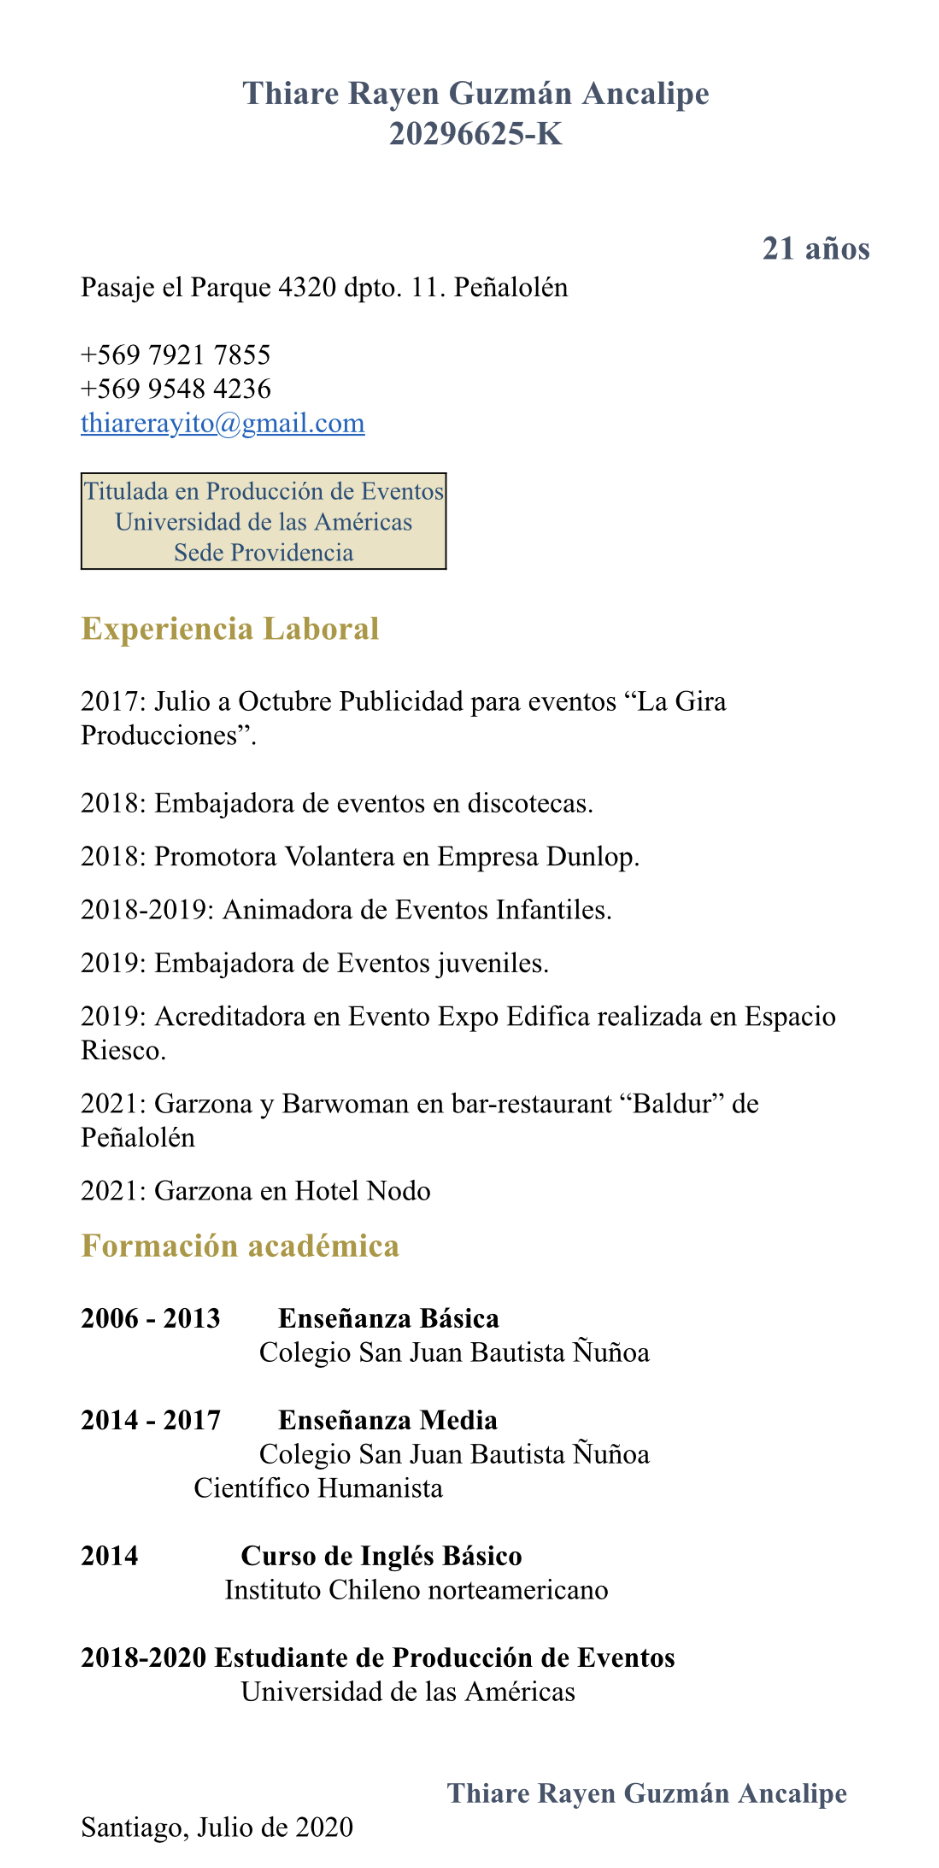 Thiare Rayen Guzmán Ancalipe
20296625-K
21 años
Pasaje el Parque 4320 dpto. 11. Peñalolén
+569 7921 7855
+569 9548 4236
thiarerayito@gmail.com
Titulada en Producción de Eventos
Universidad de las Américas
Sede Providencia
Experiencia Laboral
2017: Julio a Octubre Publicidad para eventos “La Gira
Producciones”.
2018: Embajadora de eventos en discotecas.
2018: Promotora Volantera en Empresa Dunlop.
2018-2019: Animadora de Eventos Infantiles.
2019: Embajadora de Eventos juveniles.
2019: Acreditadora en Evento Expo Edifica realizada en Espacio
Riesco.
2021: Garzona y Barwoman en bar-restaurant “Baldur” de
Peñalolén
2021: Garzona en Hotel Nodo
Formación académica
2006 - 2013 Enseñanza Básica
Colegio San Juan Bautista Ñuñoa
2014 - 2017 Enseñanza Media
Colegio San Juan Bautista Ñuñoa
Científico Humanista
2014 Curso de Inglés Básico
Instituto Chileno norteamericano
2018-2020 Estudiante de Producción de Eventos
Universidad de las Américas
Thiare Rayen Guzmán Ancalipe
Santiago, Julio de 2020